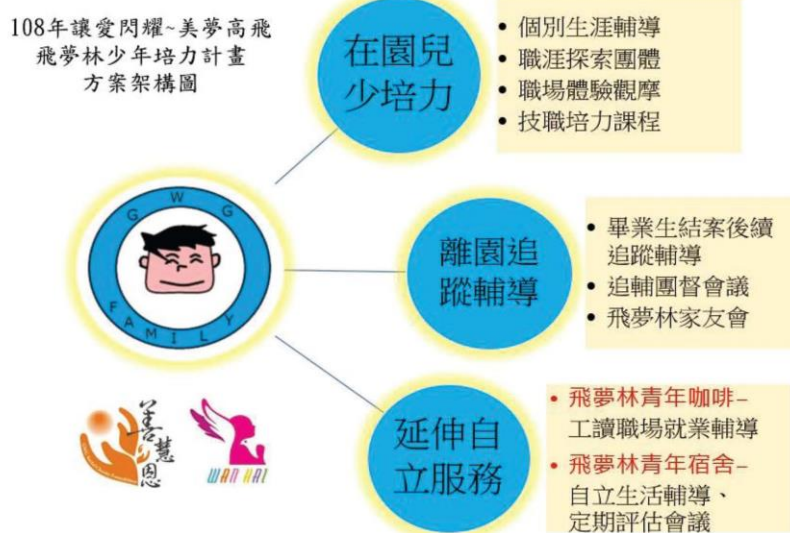 108年讓愛閃耀~美夢高飛
飛夢林少年培力計畫
方案架構圖
在園兒
少培力
• 個別生涯輔導
• 職涯探索團體
• 職場體驗觀摩
• 技職培力課程
GWG
FAMILY
離園追
蹤輔導
• 畢業生結案後續
追蹤輔導
• 追輔團督會議
• 飛夢林家友會
善慧恩
WAN HAI
延伸自
立服務
• 飛夢林青年咖啡–
工讀職場就業輔導
• 飛夢林青年宿舍–
自立生活輔導、
定期評估會議